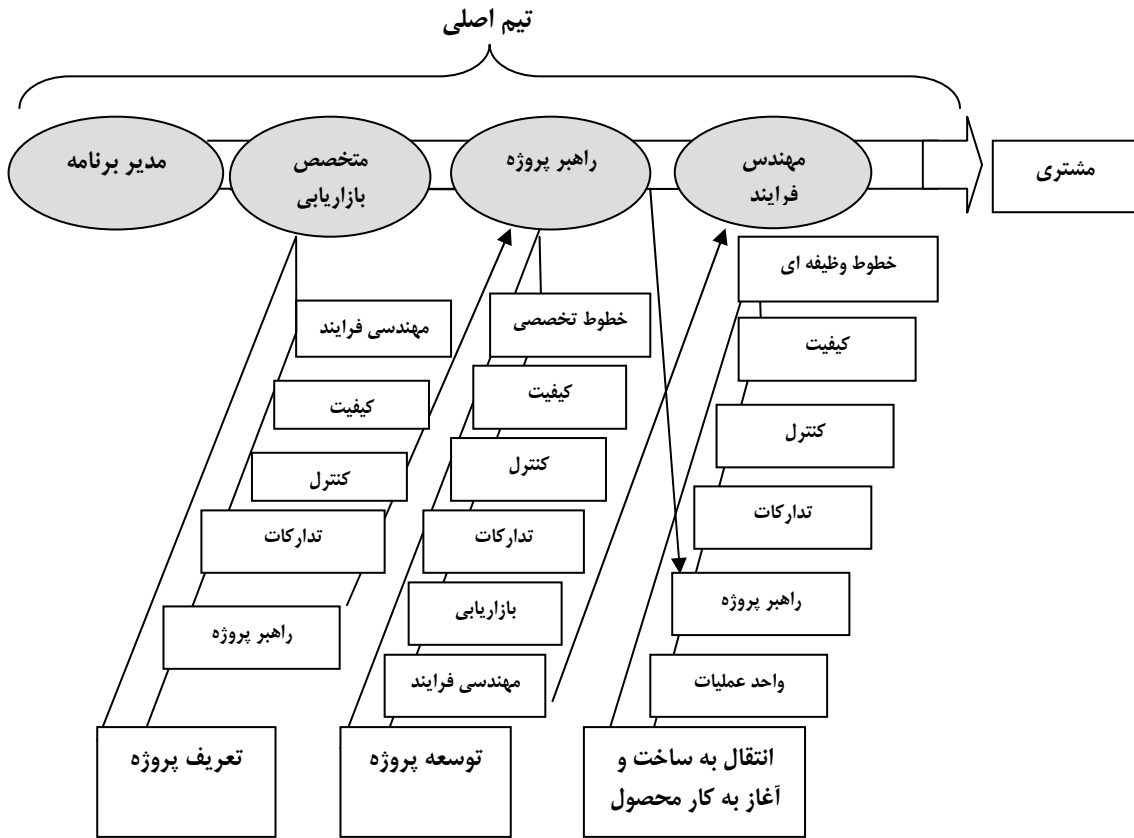 تیم اصلی
مدیر برنامه
متخصص
بازاریابی
راهبر پروژه
مهندس
فرایند
مشتری
مهندسی فرایند
کیفیت
کنترل
تدارکات
راهبر پروژه
تعریف پروژه
خطوط تخصصی
کیفیت
کنترل
تدارکات
بازاریابی
مهندسی فرایند
توسعه پروژه
خطوط وظیفه ای
کیفیت
کنترل
تدارکات
راهبر پروژه
واحد عملیات
انتقال به ساخت و
آغاز به کار محصول